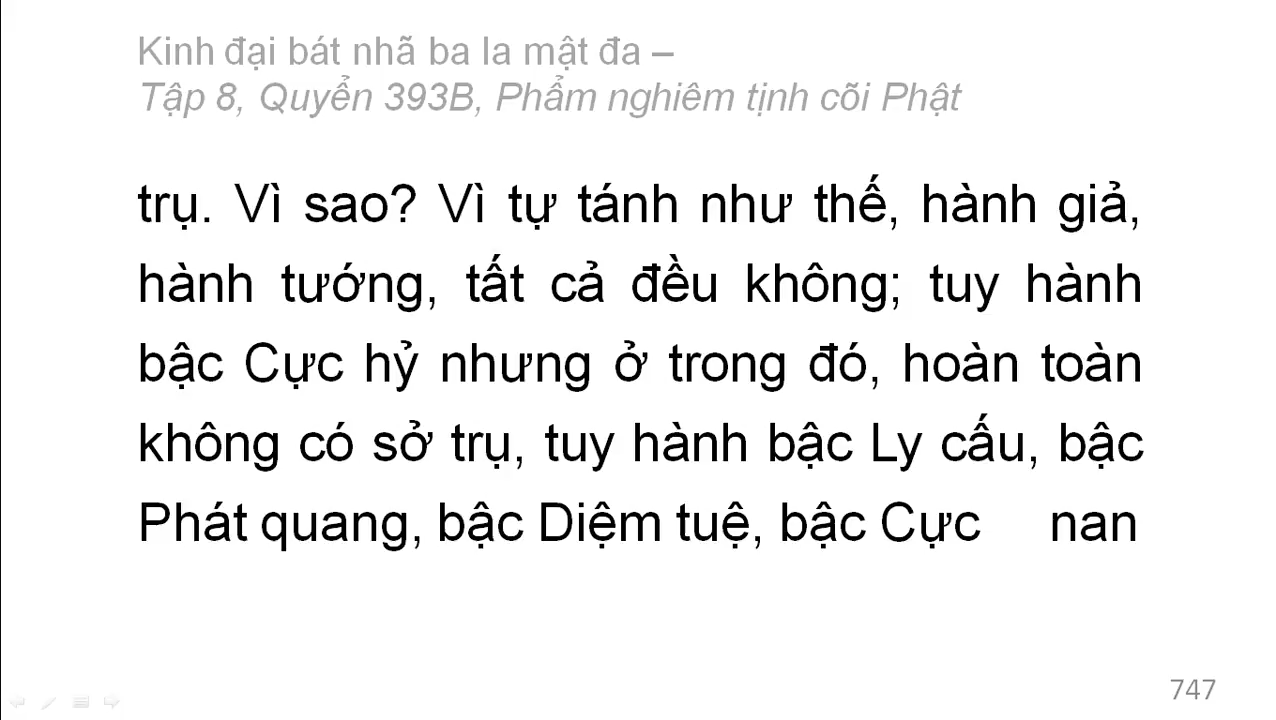 Kinh đại bát nhã ba la mật đa –
Tập 8, Quyển 393B, Phẩm nghiêm tịnh cõi Phật
trụ. Vì sao? Vì tự tánh như thế, hành giả,
hành tướng, tất cả đều không; tuy hành
bậc Cực hỷ nhưng ở trong đó, hoàn toàn
không có sở trụ, tuy hành bậc Ly cấu, bậc
Phát quang, bậc Diệm tuệ, bậc Cực nan
747